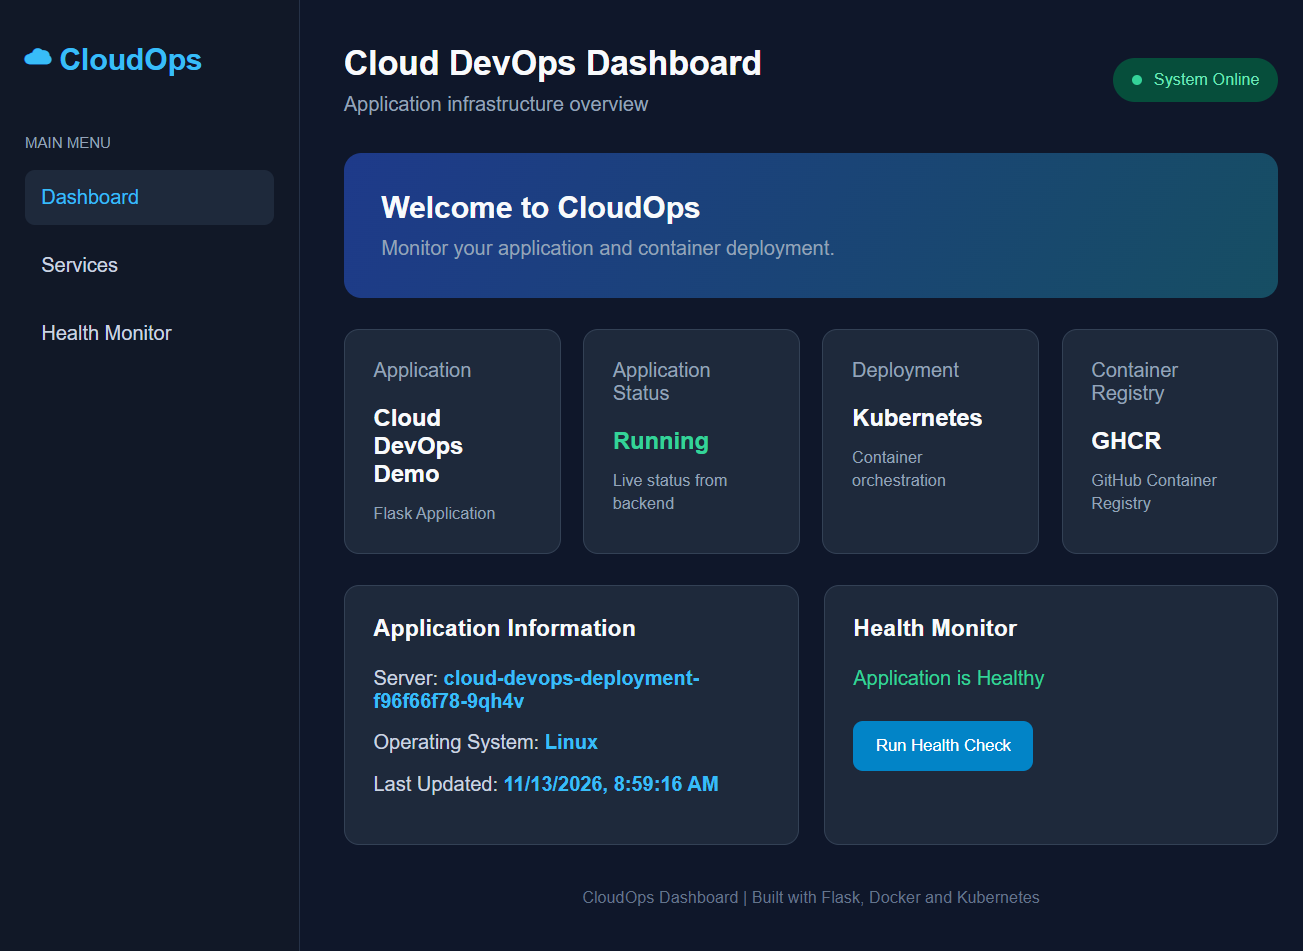 CloudOps
MAIN MENU
Dashboard
Services
Health Monitor
Cloud DevOps Dashboard
Application infrastructure overview
System Online
Welcome to CloudOps
Monitor your application and container deployment.
Application
Cloud
DevOps
Demo
Flask Application
Application
Status
Running
Live status from
backend
Deployment
Kubernetes
Container
orchestration
Container
Registry
GHCR
GitHub Container
Registry
Application Information
Server: cloud-devops-deployment-
f96f66f78-9qh4v
Operating System: Linux
Last Updated: 11/13/2026, 8:59:16 AM
Health Monitor
Application is Healthy
Run Health Check
CloudOps Dashboard | Built with Flask, Docker and Kubernetes